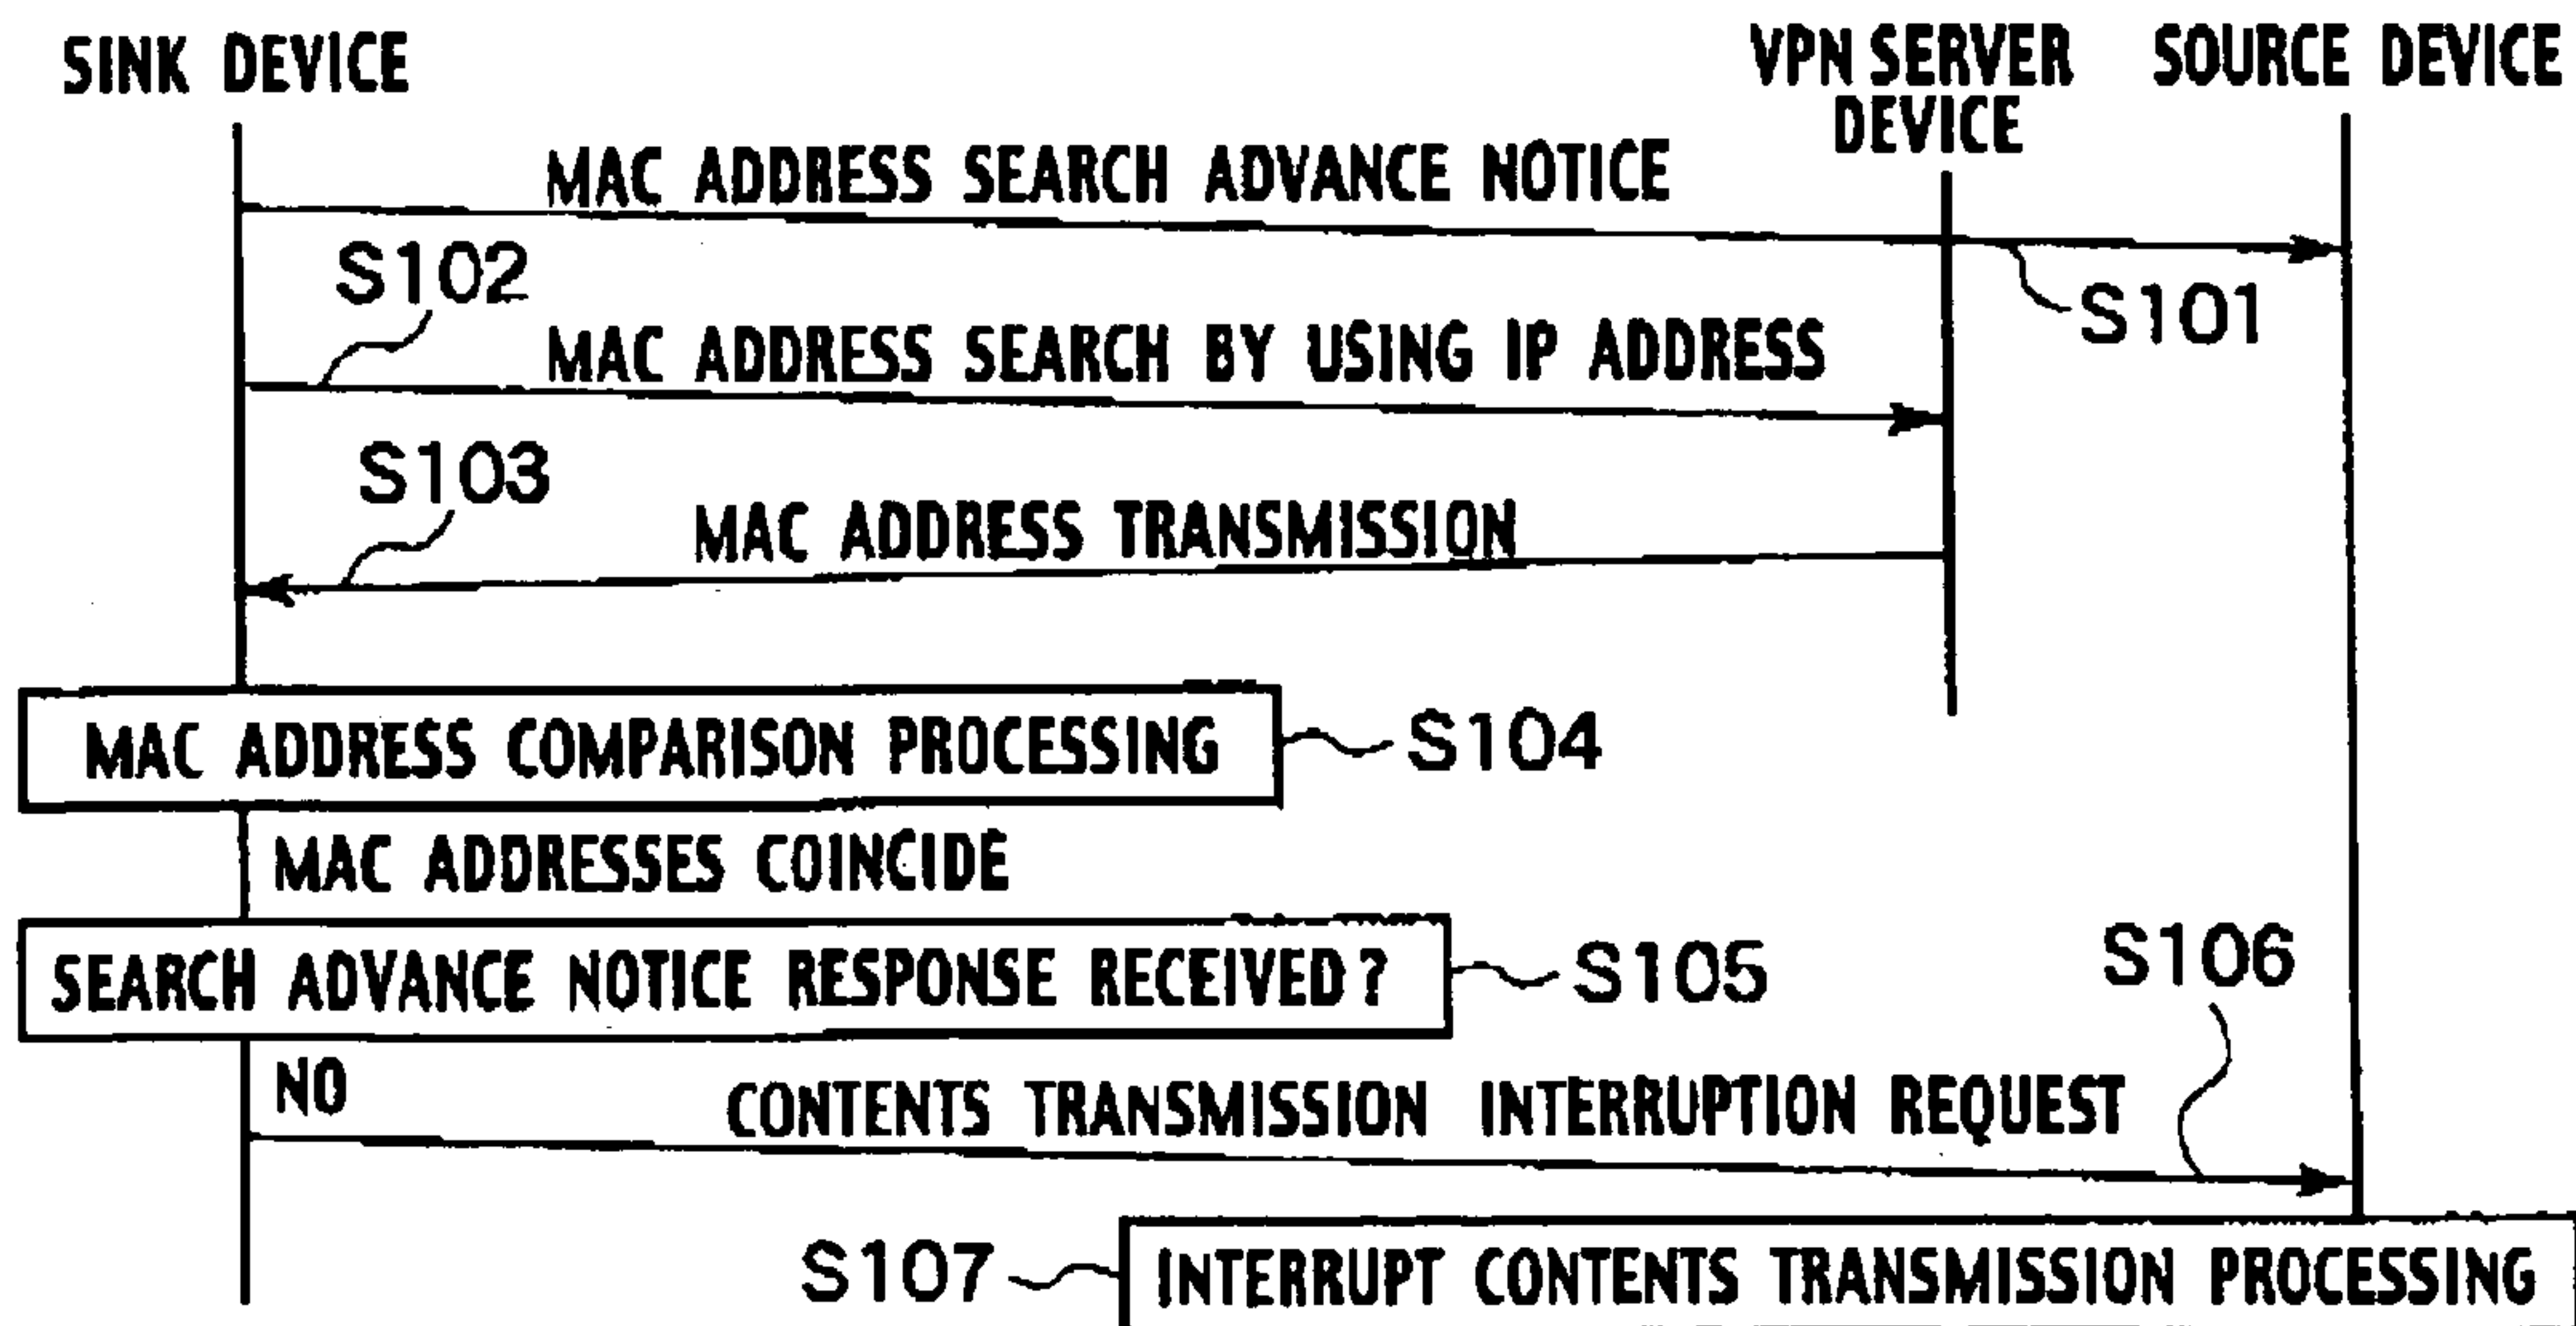 SINK DEVICE
VPN SERVER
DEVICE
SOURCE DEVICE
MAC ADDRESS SEARCH ADVANCE NOTICE
S101
S102
MAC ADDRESS SEARCH BY USING IP ADDRESS
S103
MAC ADDRESS TRANSMISSION
MAC ADDRESS COMPARISON PROCESSING
S104
MAC ADDRESSES COINCIDE
SEARCH ADVANCE NOTICE RESPONSE RECEIVED?
S105
S106
NO
CONTENTS TRANSMISSION INTERRUPTION REQUEST
S107
INTERRUPT CONTENTS TRANSMISSION PROCESSING